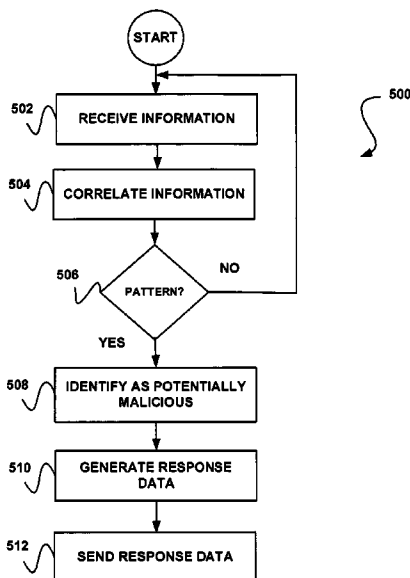 START
500
502
RECEIVE INFORMATION
504
CORRELATE INFORMATION
506
PATTERN?
NO
YES
508
IDENTIFY AS POTENTIALLY
MALICIOUS
510
GENERATE RESPONSE
DATA
512
SEND RESPONSE DATA